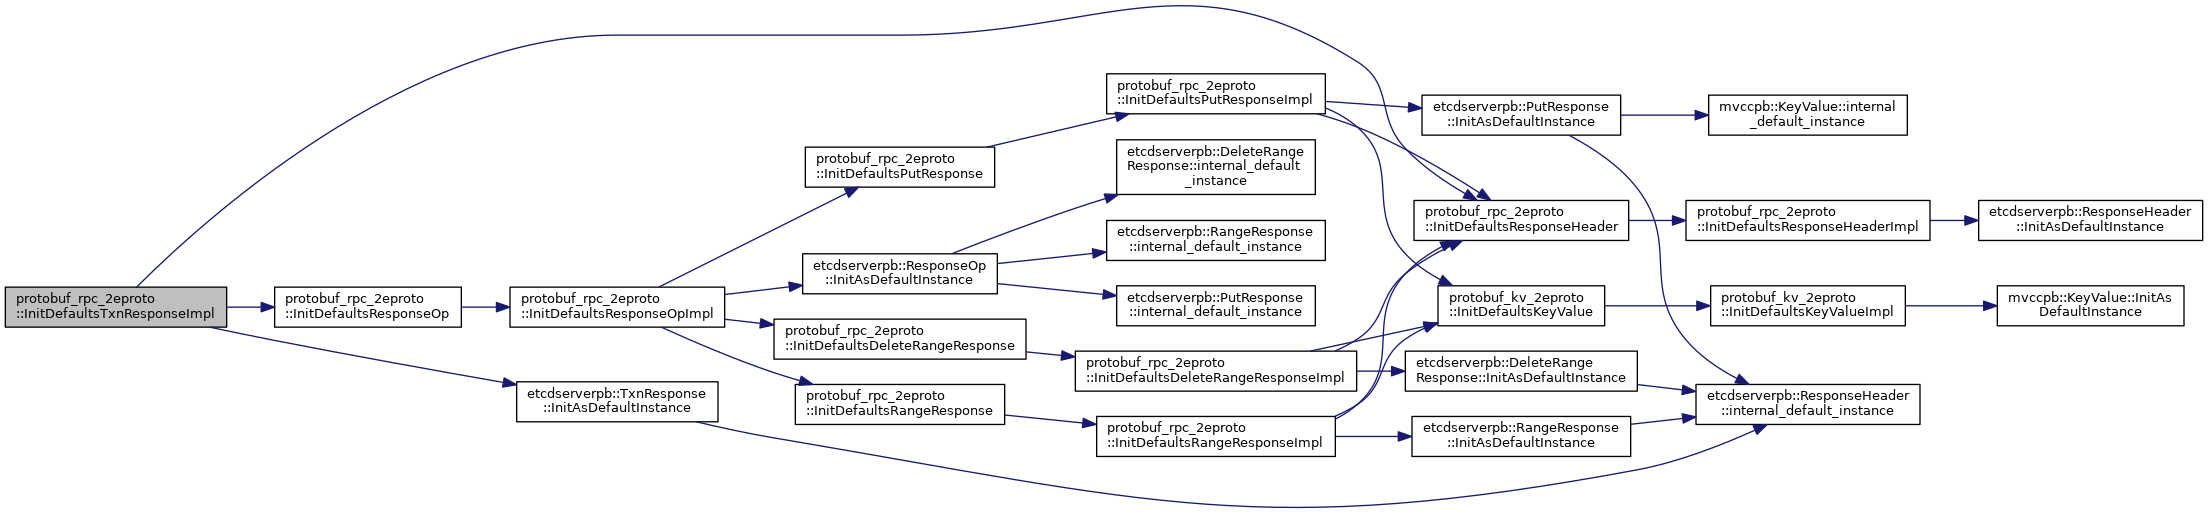 protobuf_rpc_2eproto
::InitDefaultsTxnResponseImpl
protobuf_rpc_2eproto
::InitDefaultsResponseOp
protobuf_rpc_2eproto
::InitDefaultsResponseOpImpl
etcdserverpb::TxnResponse
::InitAsDefaultInstance
protobuf_rpc_2eproto
::InitDefaultsPutResponse
etcdserverpb::ResponseOp
::InitAsDefaultInstance
protobuf_rpc_2eproto
::InitDefaultsDeleteRangeResponse
protobuf_rpc_2eproto
::InitDefaultsRangeResponse
protobuf_rpc_2eproto
::InitDefaultsPutResponseImpl
etcdserverpb::DeleteRange
Response::internal_default
_instance
etcdserverpb::RangeResponse
::internal_default_instance
etcdserverpb::PutResponse
::internal_default_instance
protobuf_rpc_2eproto
::InitDefaultsDeleteRangeResponseImpl
protobuf_rpc_2eproto
::InitDefaultsRangeResponseImpl
etcdserverpb::PutResponse
::InitAsDefaultInstance
protobuf_rpc_2eproto
::InitDefaultsResponseHeader
protobuf_kv_2eproto
::InitDefaultsKeyValue
etcdserverpb::DeleteRange
Response::InitAsDefaultInstance
etcdserverpb::RangeResponse
::InitAsDefaultInstance
mvccpb::KeyValue::internal
_default_instance
protobuf_rpc_2eproto
::InitDefaultsResponseHeaderImpl
protobuf_kv_2eproto
::InitDefaultsKeyValueImpl
etcdserverpb::ResponseHeader
::internal_default_instance
etcdserverpb::ResponseHeader
::InitAsDefaultInstance
mvccpb::KeyValue::InitAs
DefaultInstance